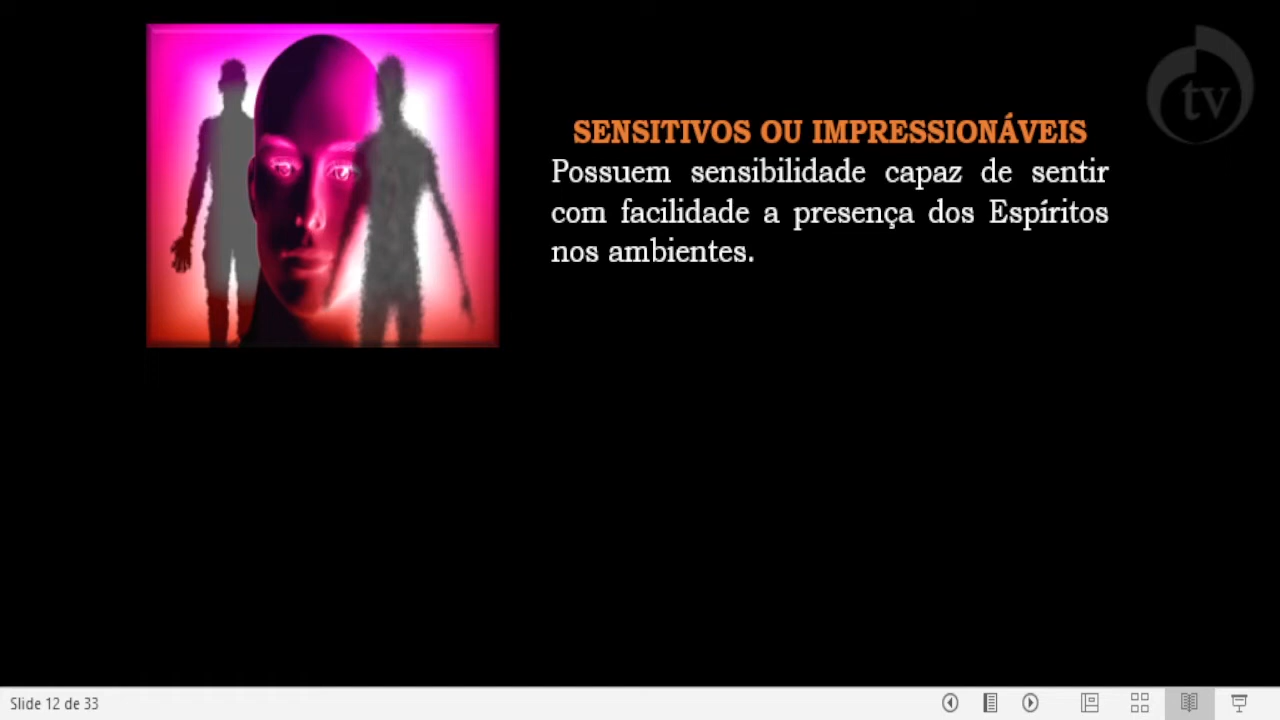 tv
SENSITIVOS OU IMPRESSIONÁVEIS
Possuem sensibilidade capaz de sentir
com facilidade a presença dos Espíritos
nos ambientes.
Slide 12 de 33